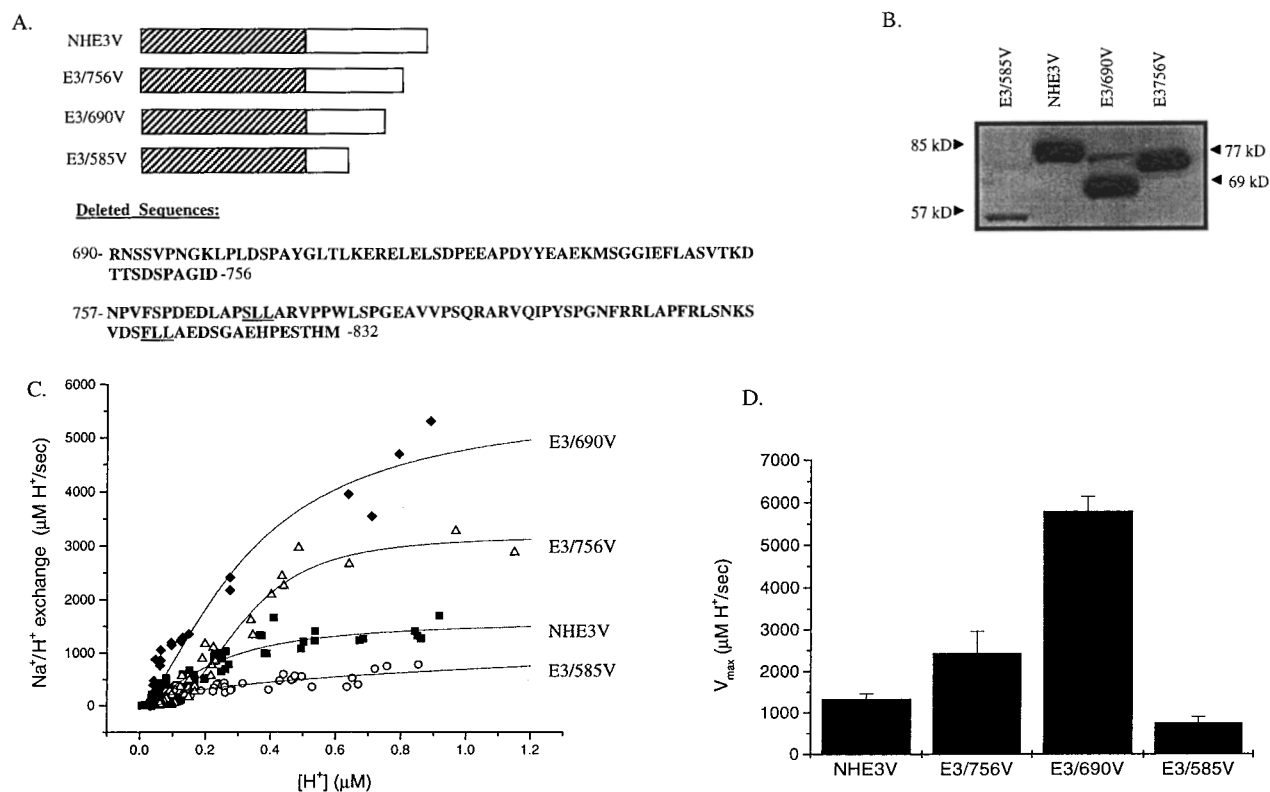 A.
NHE3V
E3/756V
E3/690V
E3/585V
Deleted Sequences:
690- RNSSVPNGKLPLDSPAYGLTLKERELELSDPEEAPDYYEAEKMSGGIEFLASVTKD
TTSDSPAGID -756
757- NPVFSPDEDLAPSLLARVPPWLSPGEAVVPSQRARVQIPYSPGNFRRLAPFRLSNKS
VDSFLLAEDSGAEHPESTHM -832
B.
E3/585V
NHE3V
E3/690V
E3756V
85 kD
57 kD
77 kD
69 kD
C.
6000
5000
4000
3000
2000
1000
0
Na⁺/H⁺ exchange (μM H⁺/sec)
0.0 0.2 0.4 0.6 0.8 1.0 1.2
[H⁺] (μM)
E3/690V
E3/756V
NHE3V
E3/585V
D.
7000
6000
5000
4000
3000
2000
1000
0
Vmax (μM H⁺/sec)
NHE3V E3/756V E3/690V E3/585V